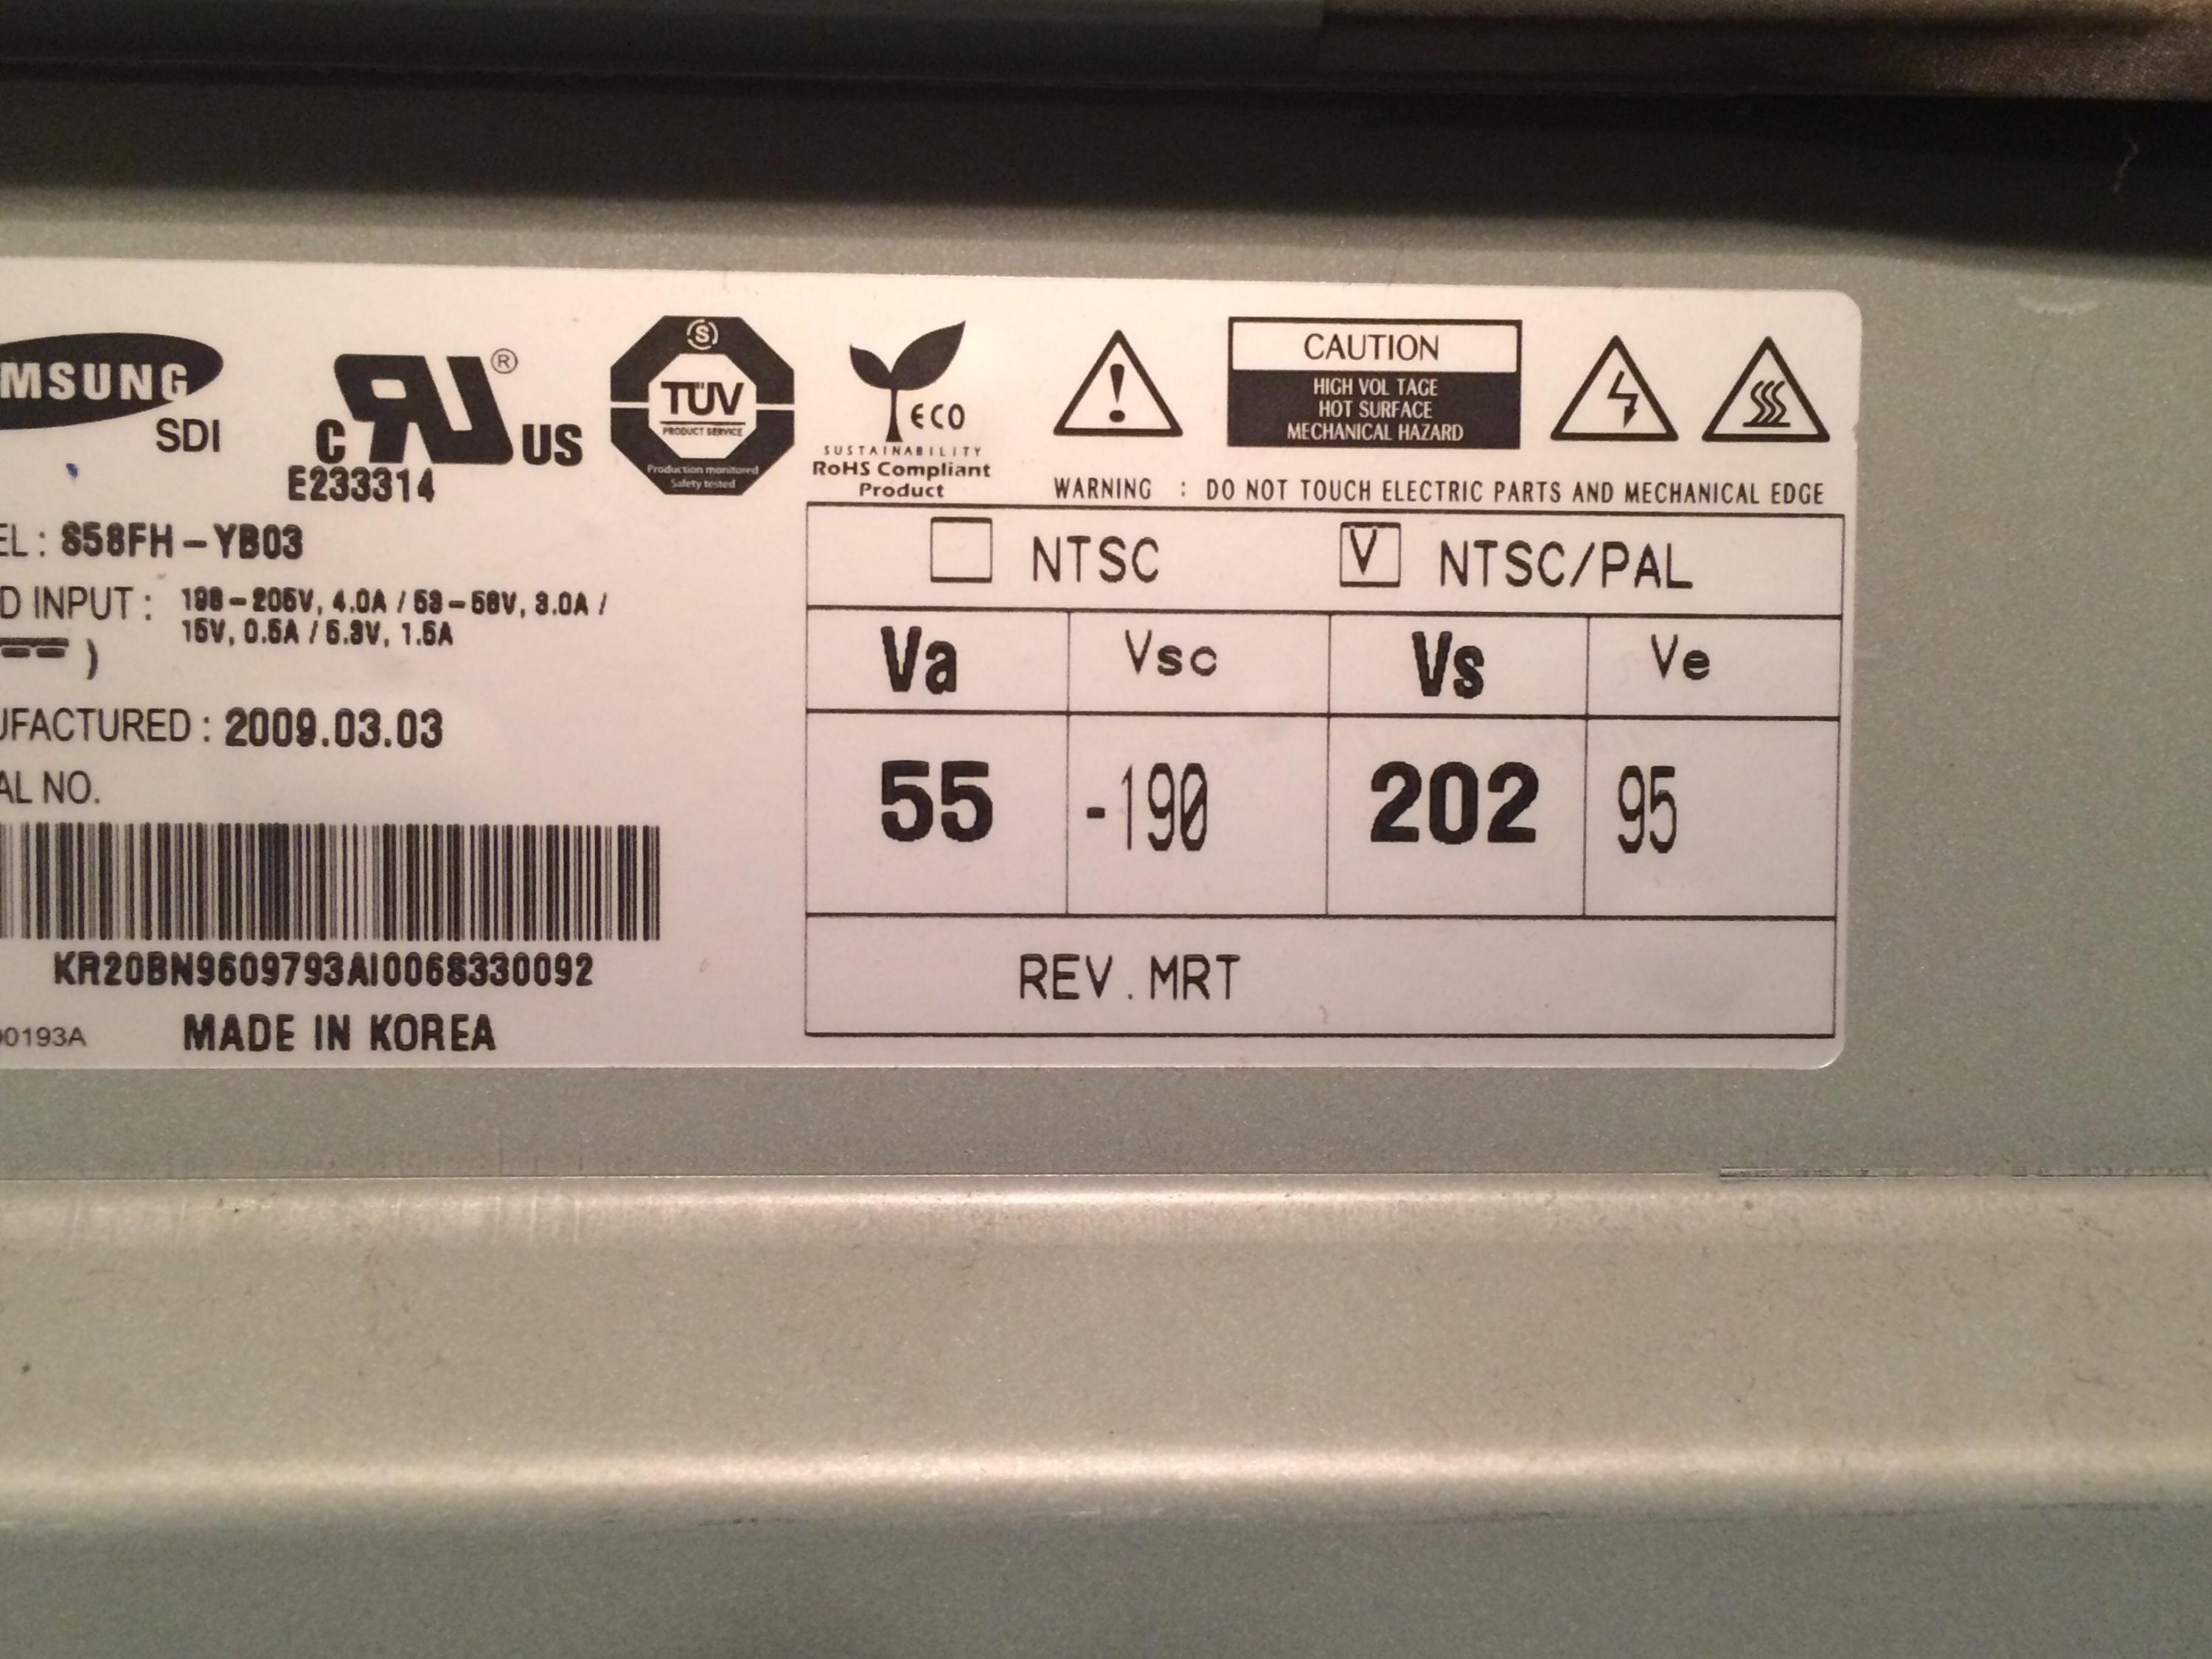 MSUNG
SDI
C RU ® US
E233314
S
TÜV
PRODUCT SERVICE
Production monitored
Safety tested
ECO
SUSTAINABILITY
RoHS Compliant
Product
!
CAUTION
HIGH VOL TAGE
HOT SURFACE
MECHANICAL HAZARD
WARNING : DO NOT TOUCH ELECTRIC PARTS AND MECHANICAL EDGE
EL : S58FH-YB03
D INPUT : 198-205V, 4.0A / 53-58V, 3.0A /
15V, 0.5A / 5.3V, 1.5A
)
UFACTURED : 2009.03.03
AL NO.
KR20BN9609793AI0068330092
00193A MADE IN KOREA
NTSC V NTSC/PAL
Va Vsc Vs Ve
55 -190 202 95
REV.MRT